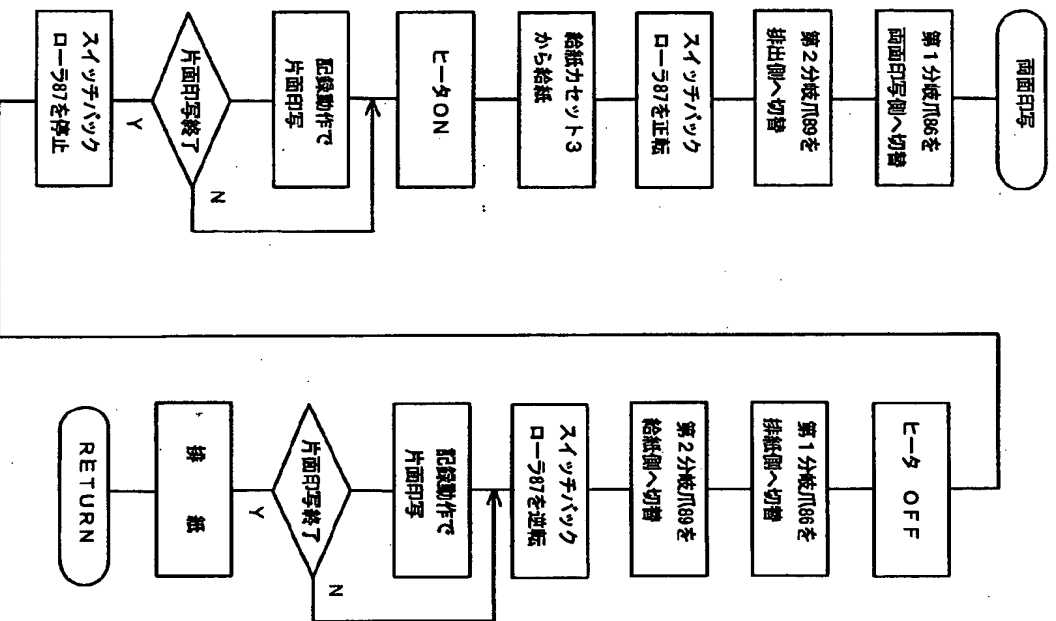 両面印写
第1分岐爪86を
両面印写側へ切替
第2分岐爪89を
排出側へ切替
スイッチバック
ローラ87を正転
給紙カセット3
から給紙
ヒータON
記録動作で
片面印写
片面印写終了
N
Y
スイッチバック
ローラ87を停止
ヒータ OFF
第1分岐爪86を
排紙側へ切替
第2分岐爪89を
給紙側へ切替
スイッチバック
ローラ87を逆転
記録動作で
片面印写
片面印写終了
N
Y
排 紙
RETURN